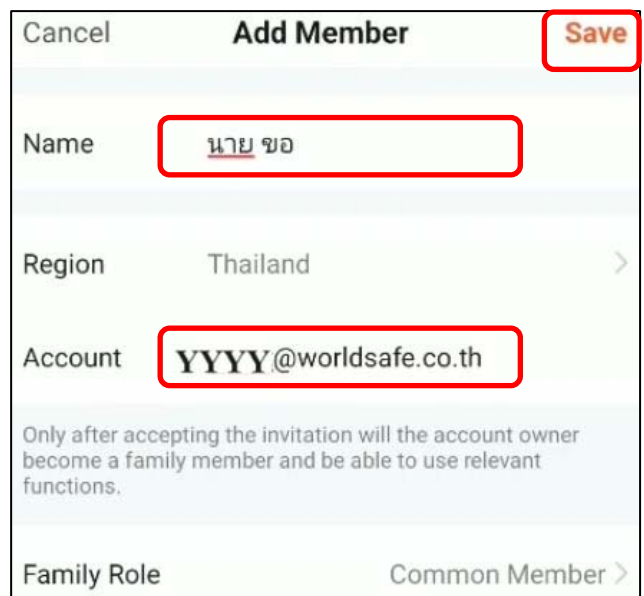 Cancel Add Member Save
Name นาย ขอ
Region Thailand
Account YYYY@worldsafe.co.th
Only after accepting the invitation will the account owner
become a family member and be able to use relevant
functions.
Family Role Common Member